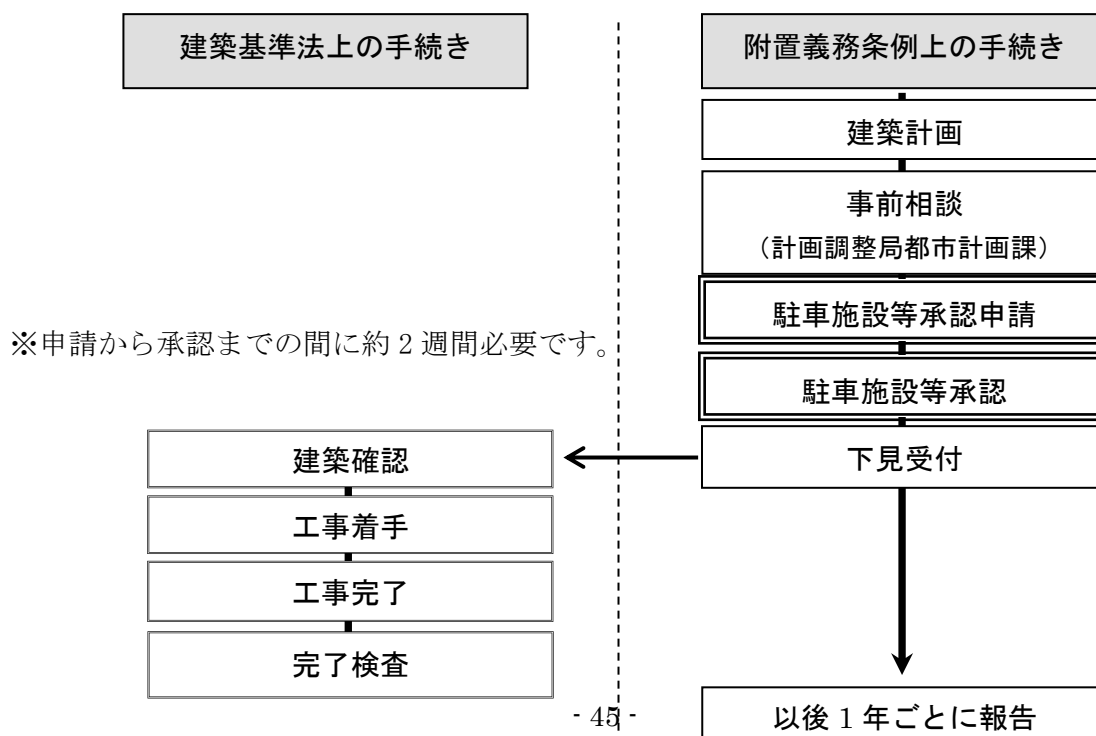 建築基準法上の手続き
附置義務条例上の手続き
建築計画
事前相談
（計画調整局都市計画課）
駐車施設等承認申請
※申請から承認までの間に約 2 週間必要です。
駐車施設等承認
下見受付
建築確認
工事着手
工事完了
完了検査
以後 1 年ごとに報告
- 45 -